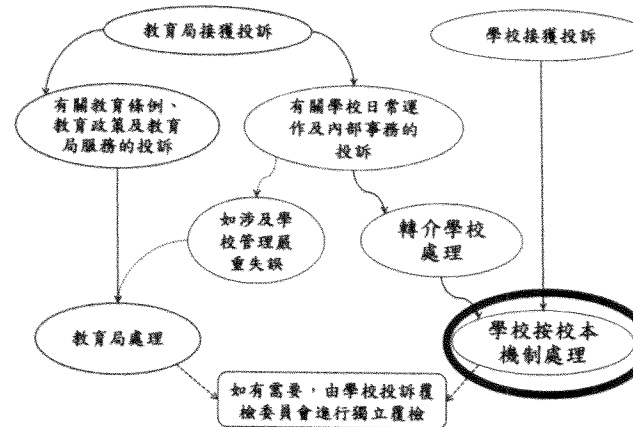 教育局接獲投訴
學校接獲投訴
有關教育條例、
教育政策及教育
局服務的投訴
有關學校日常運
作及內部事務的
投訴
如涉及學
校管理嚴
重失誤
轉介學校
處理
教育局處理
學校按校本
機制處理
如有需要，由學校投訴覆
檢委員會進行獨立覆檢